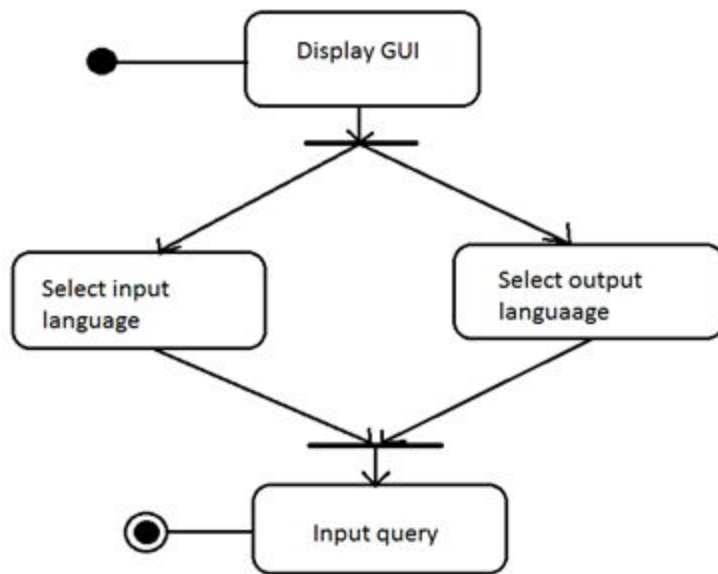 Display GUI
Select input
language
Select output
languaage
Input query